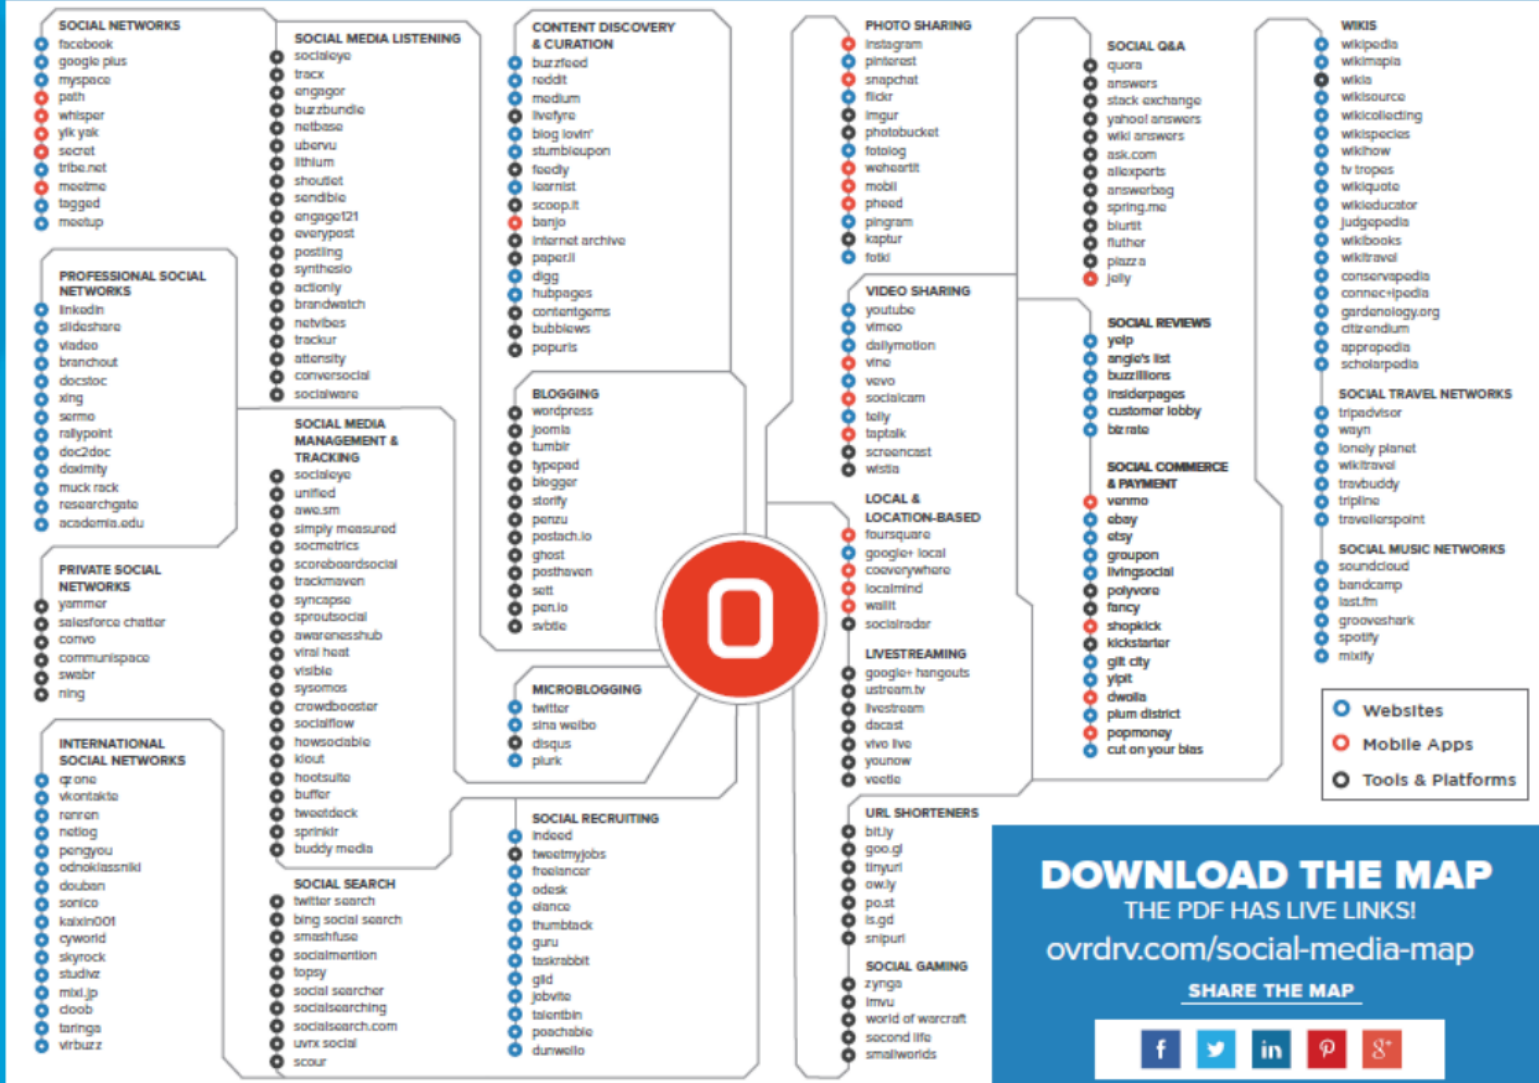 SOCIAL NETWORKS
facebook
google plus
myspace
path
whisper
yik yak
secret
tribe.net
meetme
tagged
meetup
PROFESSIONAL SOCIAL
NETWORKS
linkedin
slideshare
viadeo
branchout
docstoc
xing
sermo
rallypoint
doc2doc
doximity
muck rack
researchgate
academia.edu
PRIVATE SOCIAL
NETWORKS
yammer
salesforce chatter
convo
communispace
swabr
ning
INTERNATIONAL
SOCIAL NETWORKS
qzone
vkontakte
renren
netlog
pengyou
odnoklassniki
douban
sonico
kaixin001
cyworld
skyrock
studivz
mixi.jp
cloob
taringa
virbuzz
SOCIAL MEDIA LISTENING
socialeye
tracx
engagor
buzzbundle
netbase
ubervu
lithium
shoutlet
sendible
engage121
everypost
postling
synthesio
actionly
brandwatch
netvibes
trackur
attensity
conversocial
socialware
SOCIAL MEDIA
MANAGEMENT &
TRACKING
socialeye
unified
awe.sm
simply measured
socmetrics
scoreboardsocial
trackmaven
syncapse
sproutsocial
awarenesshub
viral heat
visible
sysomos
crowdbooster
socialflow
howsociable
klout
hootsuite
buffer
tweetdeck
sprinklr
buddy media
SOCIAL SEARCH
twitter search
bing social search
smashfuse
socialmention
topsy
social searcher
socialsearching
socialsearch.com
uvrx social
scour
CONTENT DISCOVERY
& CURATION
buzzfeed
reddit
medium
livefyre
blog lovin'
stumbleupon
feedly
learnist
scoop.it
banjo
internet archive
paper.li
digg
hubpages
contentgems
bubblews
popuris
BLOGGING
wordpress
joomla
tumblr
typepad
blogger
storify
penzu
postach.io
ghost
posthaven
sett
pen.io
svbtle
MICROBLOGGING
twitter
sina weibo
disqus
plurk
SOCIAL RECRUITING
indeed
tweetmyjobs
freelancer
odesk
elance
thumbtack
guru
taskrabbit
gild
jobvite
talentbin
poachable
dunwello
O
PHOTO SHARING
instagram
pinterest
snapchat
flickr
imgur
photobucket
fotolog
weheartit
mobli
pheed
pingram
kaptur
fotki
VIDEO SHARING
youtube
vimeo
dailymotion
vine
vevo
socialcam
telly
taptalk
screencast
wistia
LOCAL &
LOCATION-BASED
foursquare
google+ local
coeverywhere
localmind
wallit
socialradar
LIVESTREAMING
google+ hangouts
ustream.tv
livestream
dacast
vivo live
younow
veetle
URL SHORTENERS
bit.ly
goo.gl
tinyurl
ow.ly
po.st
is.gd
snipurl
SOCIAL GAMING
zynga
imvu
world of warcraft
second life
smallworlds
SOCIAL Q&A
quora
answers
stack exchange
yahoo! answers
wiki answers
ask.com
allexperts
answerbag
spring.me
blurtit
fluther
piazza
jelly
SOCIAL REVIEWS
yelp
angie's list
buzzillions
insiderpages
customer lobby
bizrate
SOCIAL COMMERCE
& PAYMENT
venmo
ebay
etsy
groupon
livingsocial
polyvore
fancy
shopkick
kickstarter
gilt city
yipit
dwolla
plum district
popmoney
cut on your bias
WIKIS
wikipedia
wikimapia
wikia
wikisource
wikicollecting
wikispecies
wikihow
tv tropes
wikiquote
wikieducator
judgepedia
wikibooks
wikitravel
conservapedia
connec+ipedia
gardenology.org
citizendium
appropedia
scholarpedia
SOCIAL TRAVEL NETWORKS
tripadvisor
wayn
lonely planet
wikitravel
travbuddy
tripline
travellerspoint
SOCIAL MUSIC NETWORKS
soundcloud
bandcamp
last.fm
grooveshark
spotify
mixify
Websites
Mobile Apps
Tools & Platforms
DOWNLOAD THE MAP
THE PDF HAS LIVE LINKS!
ovrdrv.com/social-media-map
SHARE THE MAP
f in g+